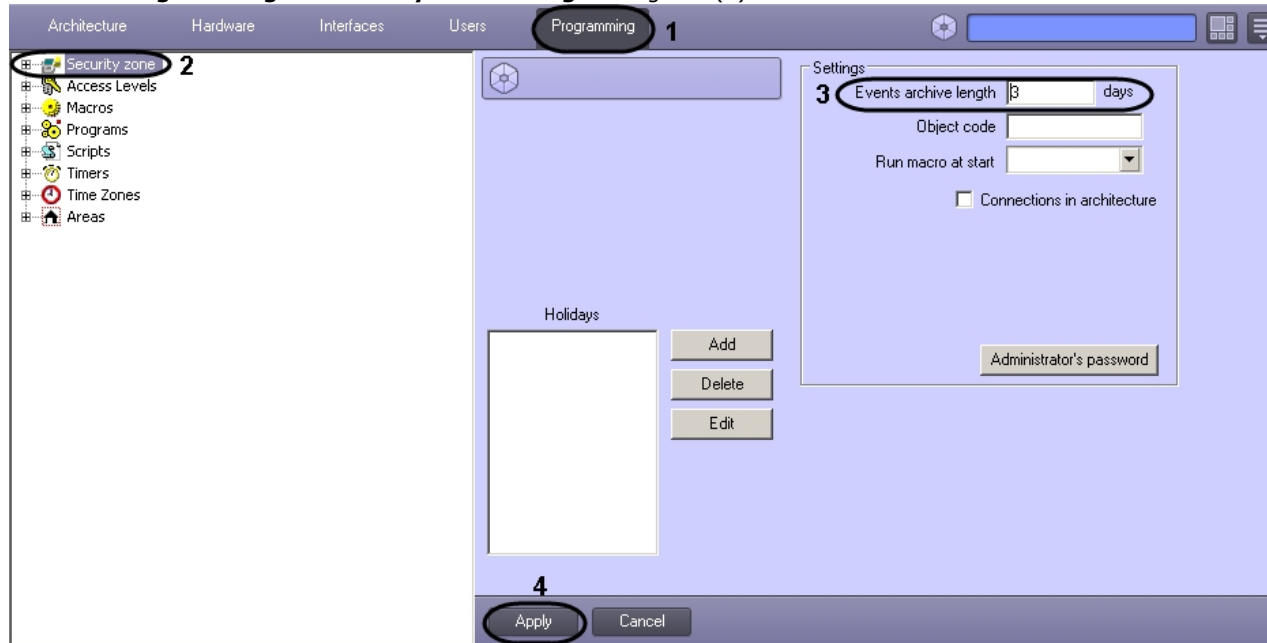 Architecture Hardware Interfaces Users Programming 1
Security zone 2
Access Levels
Macros
Programs
Scripts
Timers
Time Zones
Areas
Settings
3 Events archive length 3 days
Object code
Run macro at start
Connections in architecture
Administrator's password
Holidays
Add
Delete
Edit
4
Apply Cancel